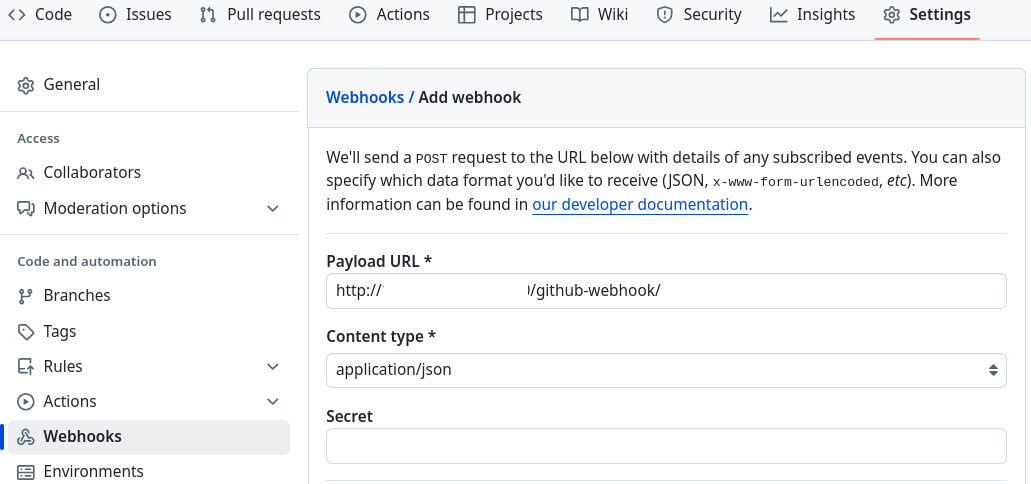 Code Issues Pull requests Actions Projects Wiki Security Insights Settings
General
Access
Collaborators
Moderation options
Code and automation
Branches
Tags
Rules
Actions
Webhooks
Environments
Webhooks / Add webhook
We'll send a POST request to the URL below with details of any subscribed events. You can also
specify which data format you'd like to receive (JSON, x-www-form-urlencoded, etc). More
information can be found in our developer documentation.
Payload URL *
http:// /github-webhook/
Content type *
application/json
Secret